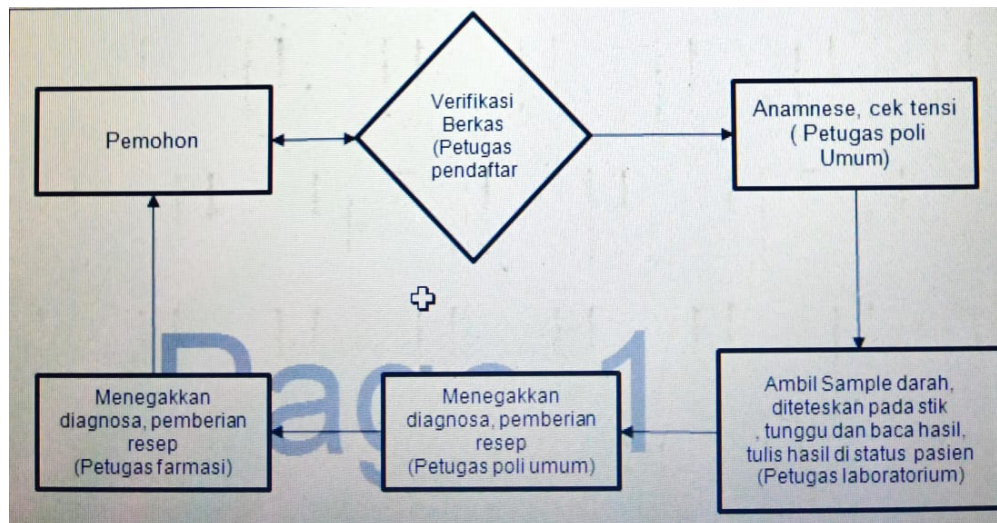 Pemohon
Verifikasi
Berkas
(Petugas
pendaftar
Anamnese, cek tensi
( Petugas poli
Umum)
Menegakkan
diagnosa, pemberian
resep
(Petugas farmasi)
Menegakkan
diagnosa, pemberian
resep
(Petugas poli umum)
Ambil Sample darah,
diteteskan pada stik
, tunggu dan baca hasil,
tulis hasil di status pasien
(Petugas laboratorium)
Page 1